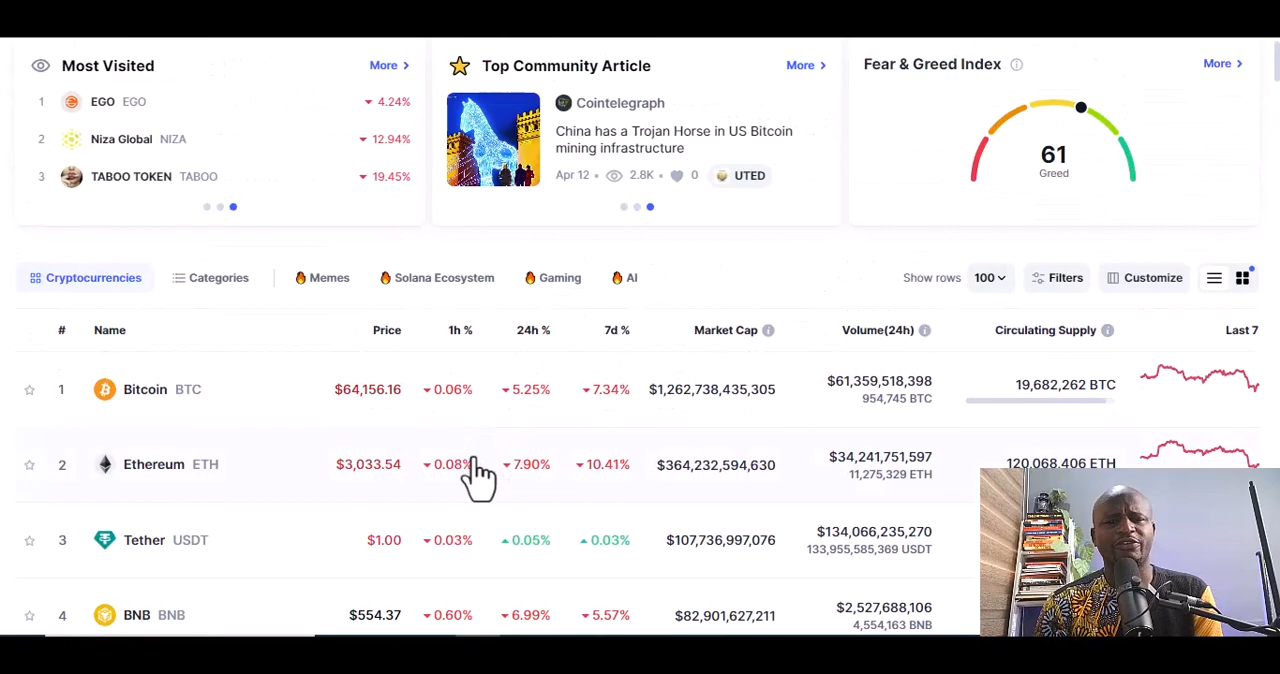 Most Visited More >
1 EGO EGO 4.24%
2 Niza Global NIZA 12.94%
3 TABOO TOKEN TABOO 19.45%
Top Community Article More >
Cointelegraph
China has a Trojan Horse in US Bitcoin
mining infrastructure
Apr 12 • 2.8K • 0 UTED
Fear & Greed Index More >
61
Greed
Cryptocurrencies Categories Memes Solana Ecosystem Gaming AI Show rows 100 Filters Customize
# Name Price 1h % 24h % 7d % Market Cap Volume(24h) Circulating Supply Last 7
1 Bitcoin BTC $64,156.16 0.06% 5.25% 7.34% $1,262,738,435,305 $61,359,518,398 19,682,262 BTC
954,745 BTC
2 Ethereum ETH $3,033.54 0.08% 7.90% 10.41% $364,232,594,630 $34,241,751,597 120,068,406 ETH
11,275,329 ETH
3 Tether USDT $1.00 0.03% 0.05% 0.03% $107,736,997,076 $134,066,235,270
133,955,585,369 USDT
4 BNB BNB $554.37 0.60% 6.99% 5.57% $82,901,627,211 $2,527,688,106
4,554,163 BNB